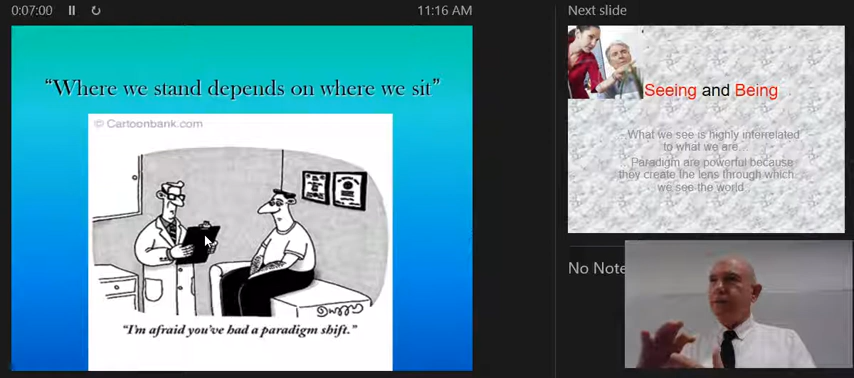 0:07:00
11:16 AM
Next slide
“Where we stand depends on where we sit”
© Cartoonbank.com
“I'm afraid you've had a paradigm shift.”
Seeing and Being
What we see is highly interrelated
to what we are.
Paradigm are powerful because
they create the lens through which
we see the world
No Note